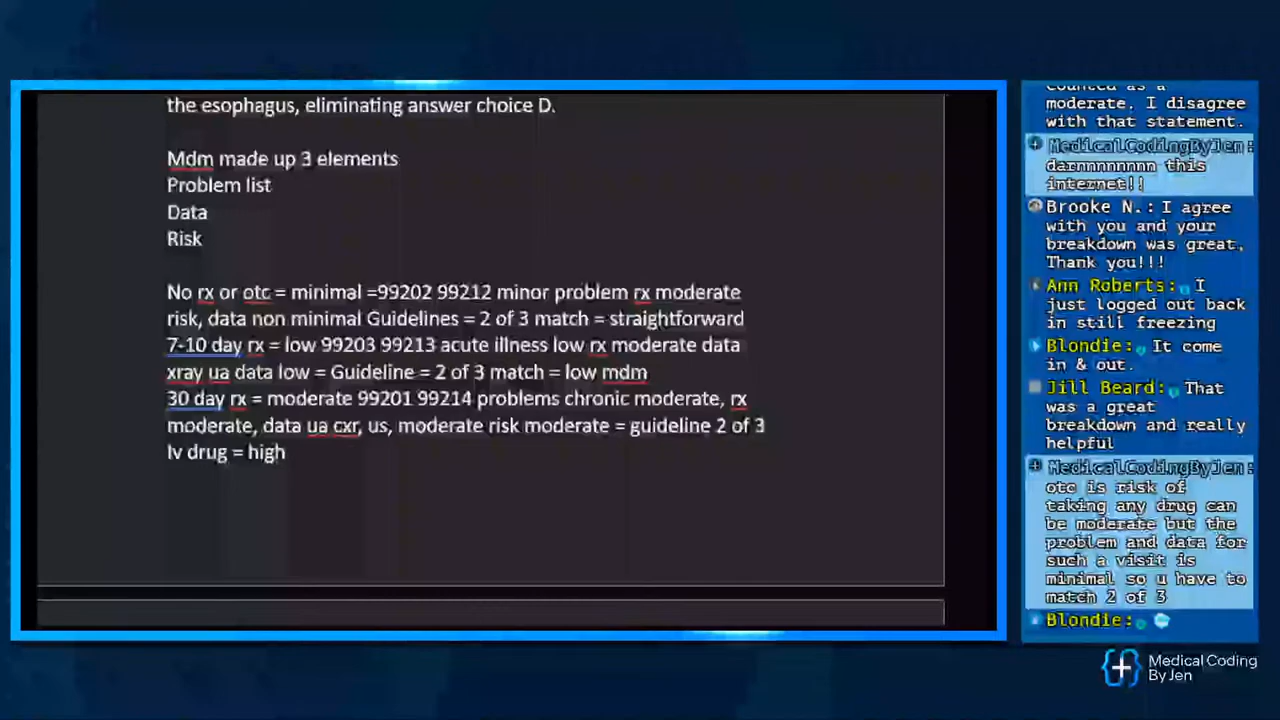 the esophagus, eliminating answer choice D.
Mdm made up 3 elements
Problem list
Data
Risk
No rx or otc = minimal =99202 99212 minor problem rx moderate
risk, data non minimal Guidelines = 2 of 3 match = straightforward
7-10 day rx = low 99203 99213 acute illness low rx moderate data
xray ua data low = Guideline = 2 of 3 match = low mdm
30 day rx = moderate 99201 99214 problems chronic moderate, rx
moderate, data ua cxr, us, moderate risk moderate = guideline 2 of 3
Iv drug = high
counted as a
moderate. I disagree
with that statement.
MedicalCodingByJen:
darnnnnnnnn this
internet!!
Brooke N.: I agree
with you and your
breakdown was great.
Thank you!!!
Ann Roberts: I
just logged out back
in still freezing
Blondie: It come
in & out.
Jill Beard: That
was a great
breakdown and really
helpful
MedicalCodingByJen:
otc is risk of
taking any drug can
be moderate but the
problem and data for
such a visit is
minimal so u have to
match 2 of 3
Blondie:
Medical Coding
By Jen